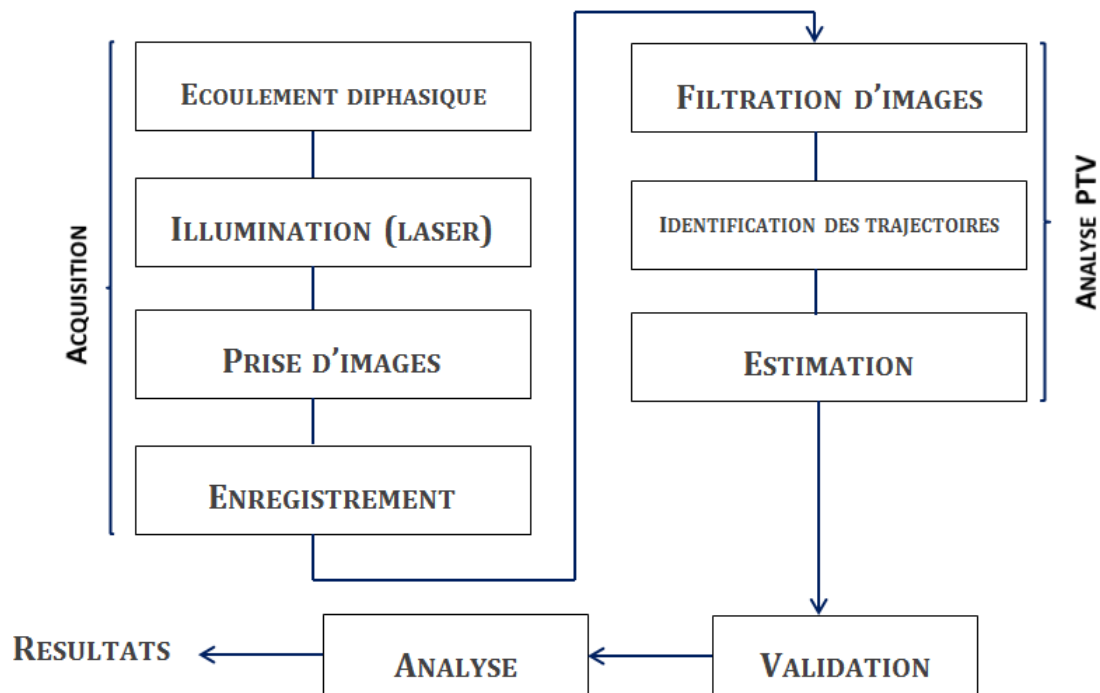 ACQUISITION
ECOULEMENT DIPHASIQUE
ILLUMINATION (LASER)
PRISE D'IMAGES
ENREGISTREMENT
FILTRATION D'IMAGES
IDENTIFICATION DES TRAJECTOIRES
ESTIMATION
ANALYSE PTV
VALIDATION
ANALYSE
RESULTATS